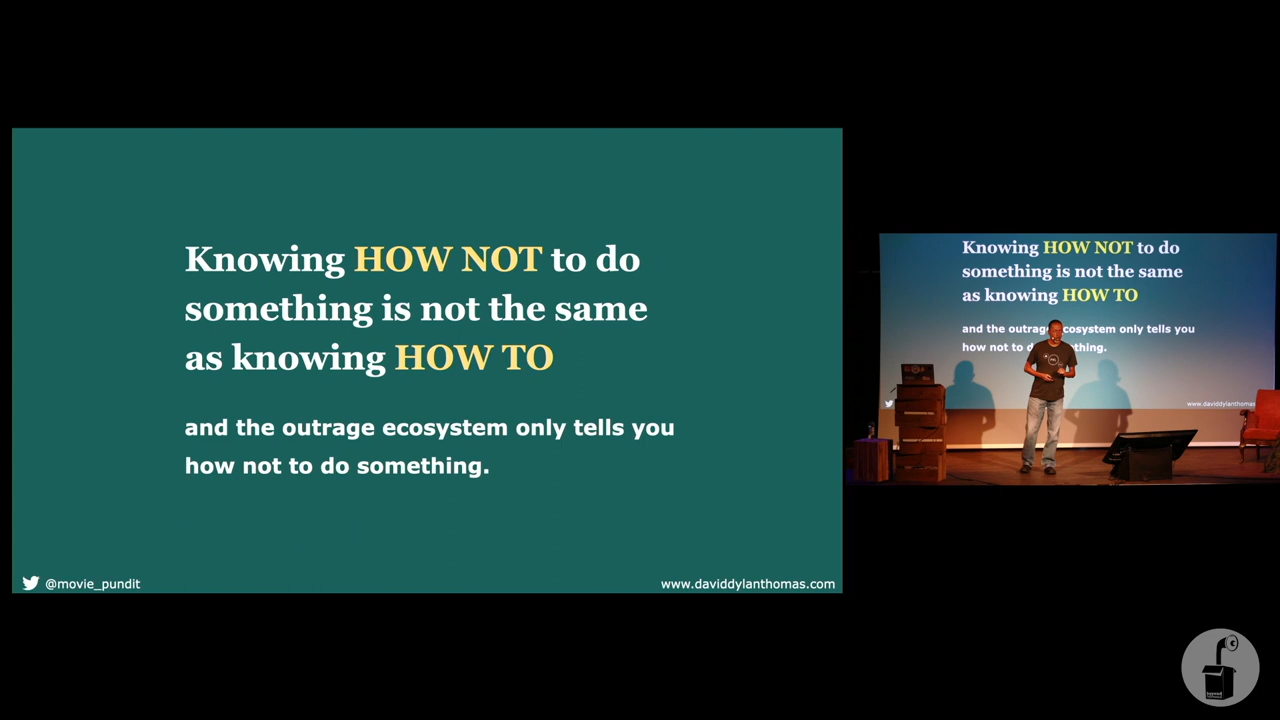 Knowing HOW NOT to do
something is not the same
as knowing HOW TO
and the outrage ecosystem only tells you
how not to do something.
@movie_pundit
www.daviddylanthomas.com
Knowing HOW NOT to do
something is not the same
as knowing HOW TO
and the outrage ecosystem only tells you
how not to do something.
www.daviddylanthomas